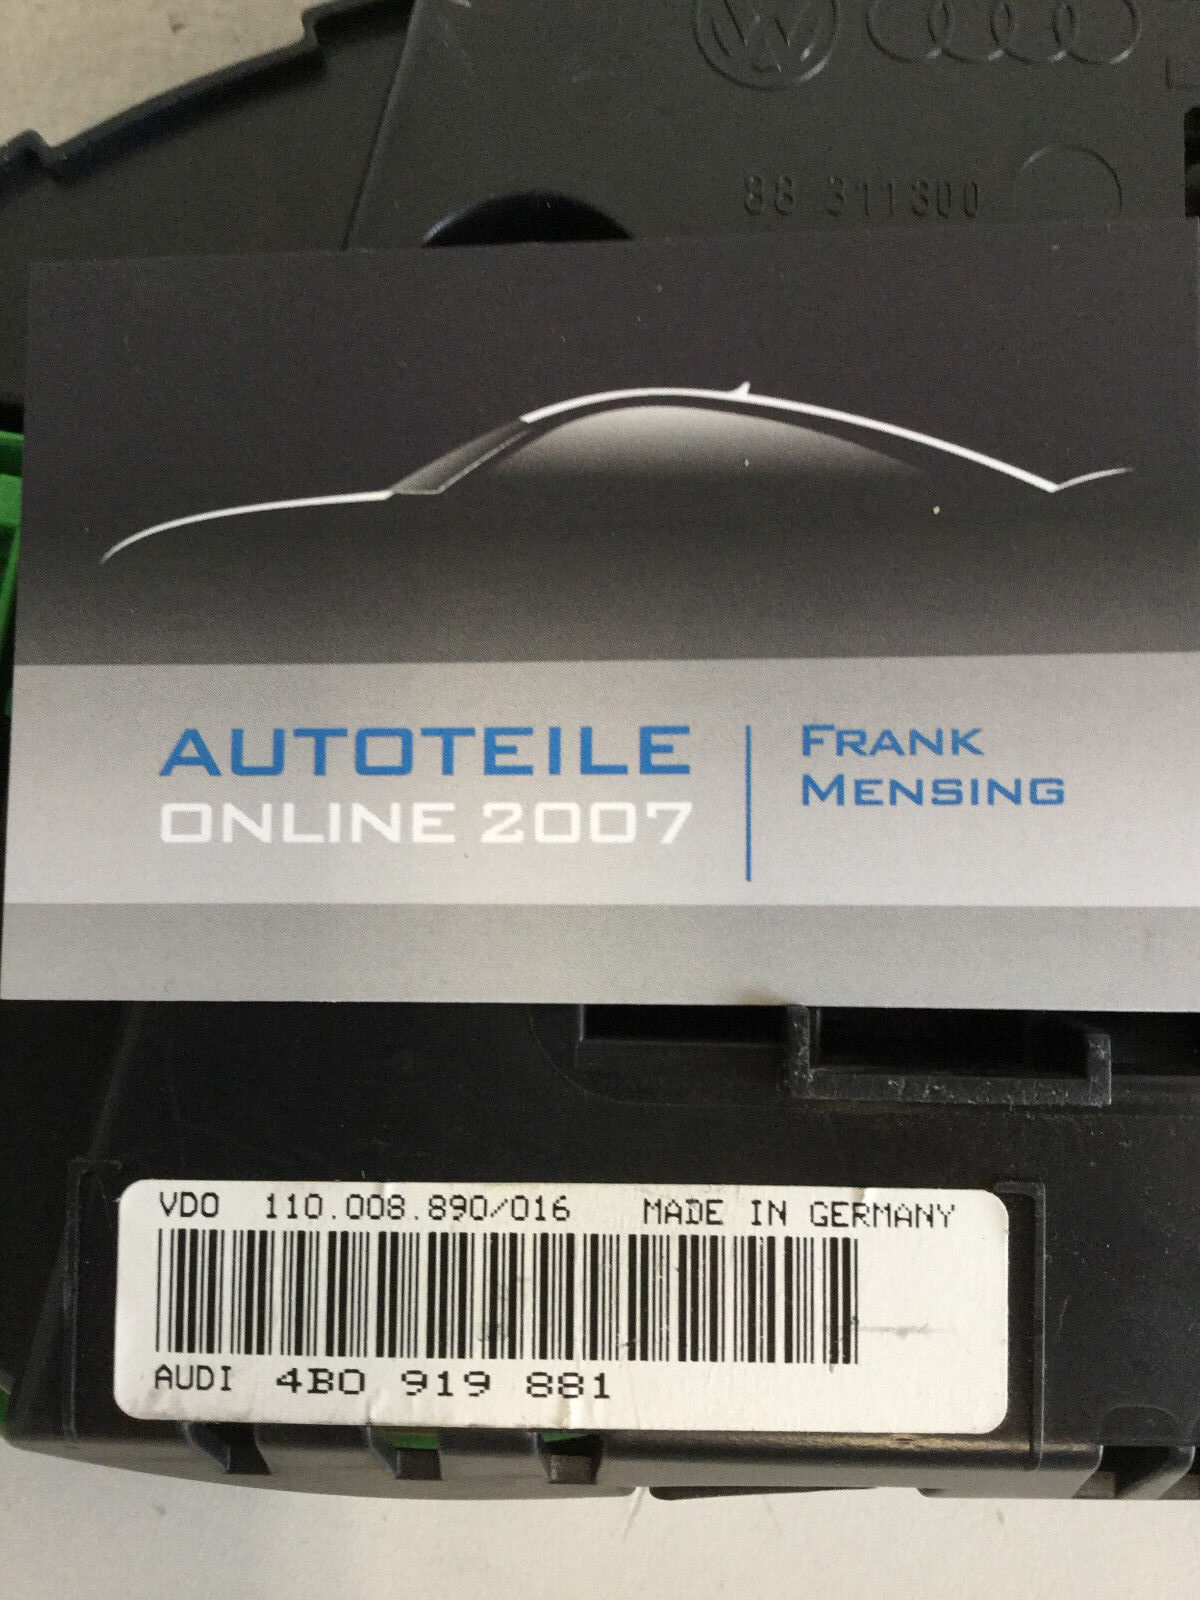 VW
88 311300
AUTOTEILE
ONLINE 2007
FRANK
MENSING
VDO 110.008.890/016 MADE IN GERMANY
AUDI 4B0 919 881